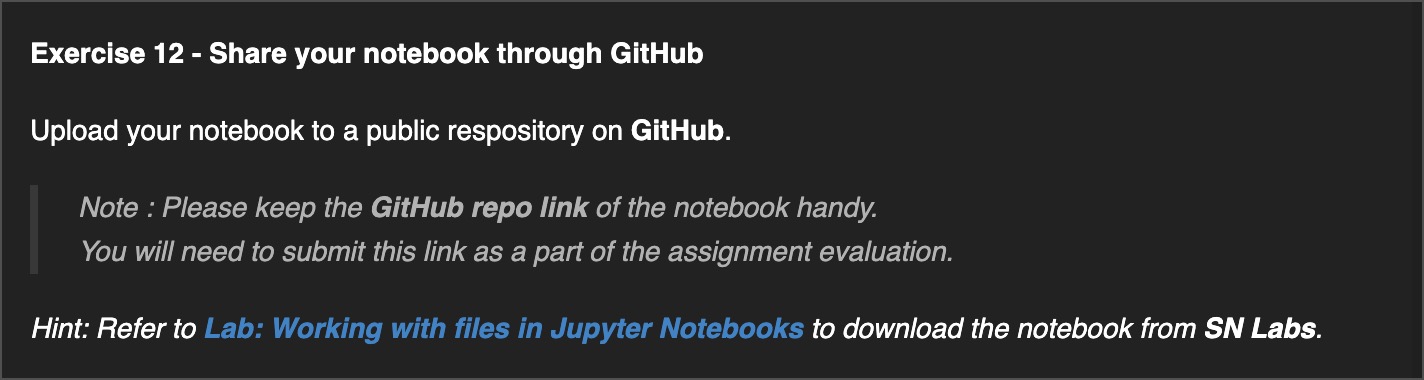 Exercise 12 - Share your notebook through GitHub
Upload your notebook to a public respository on GitHub.
Note : Please keep the GitHub repo link of the notebook handy.
You will need to submit this link as a part of the assignment evaluation.
Hint: Refer to Lab: Working with files in Jupyter Notebooks to download the notebook from SN Labs.